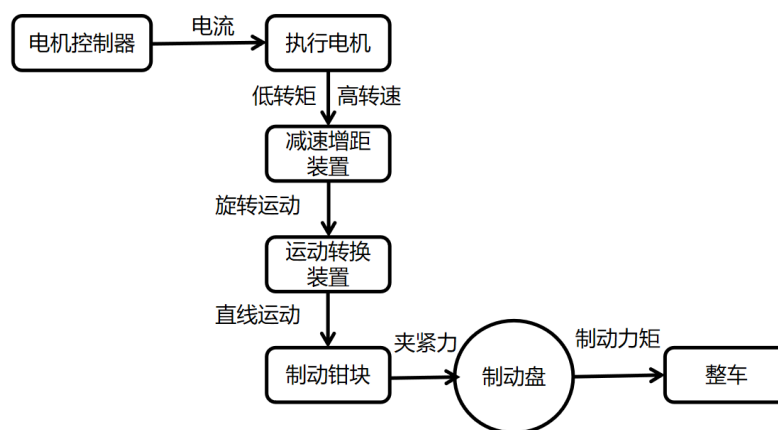 电机控制器
电流
执行电机
低转矩
高转速
减速增距
装置
旋转运动
运动转换
装置
直线运动
制动钳块
夹紧力
制动盘
制动力矩
整车